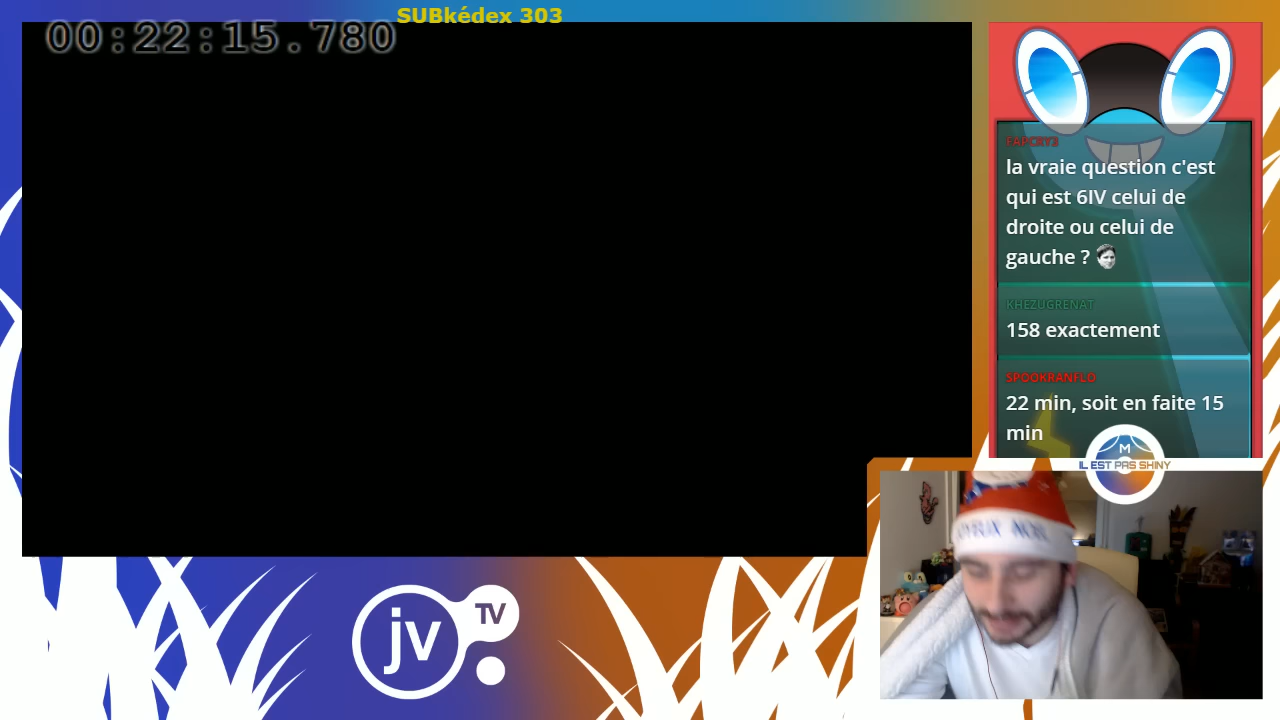 SUBkédex 303
00:22:15.780
la vraie question c'est
qui est 6IV celui de
droite ou celui de
gauche ?
KHEZUGRENAT
158 exactement
SPOOKRANFLO
22 min, soit en faite 15
min
M
IL EST PAS SHINY
jv
TV